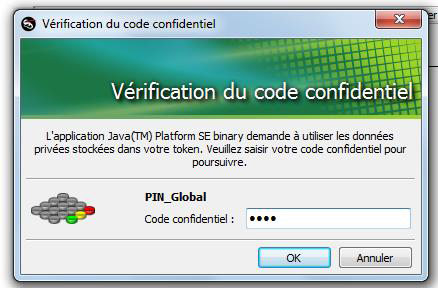 Vérification du code confidentiel
Vérification du code confidentiel
L'application Java(TM) Platform SE binary demande à utiliser les données
privées stockées dans votre token. Veuillez saisir votre code confidentiel pour
poursuivre.
PIN_Global
Code confidentiel : ••••
OK Annuler